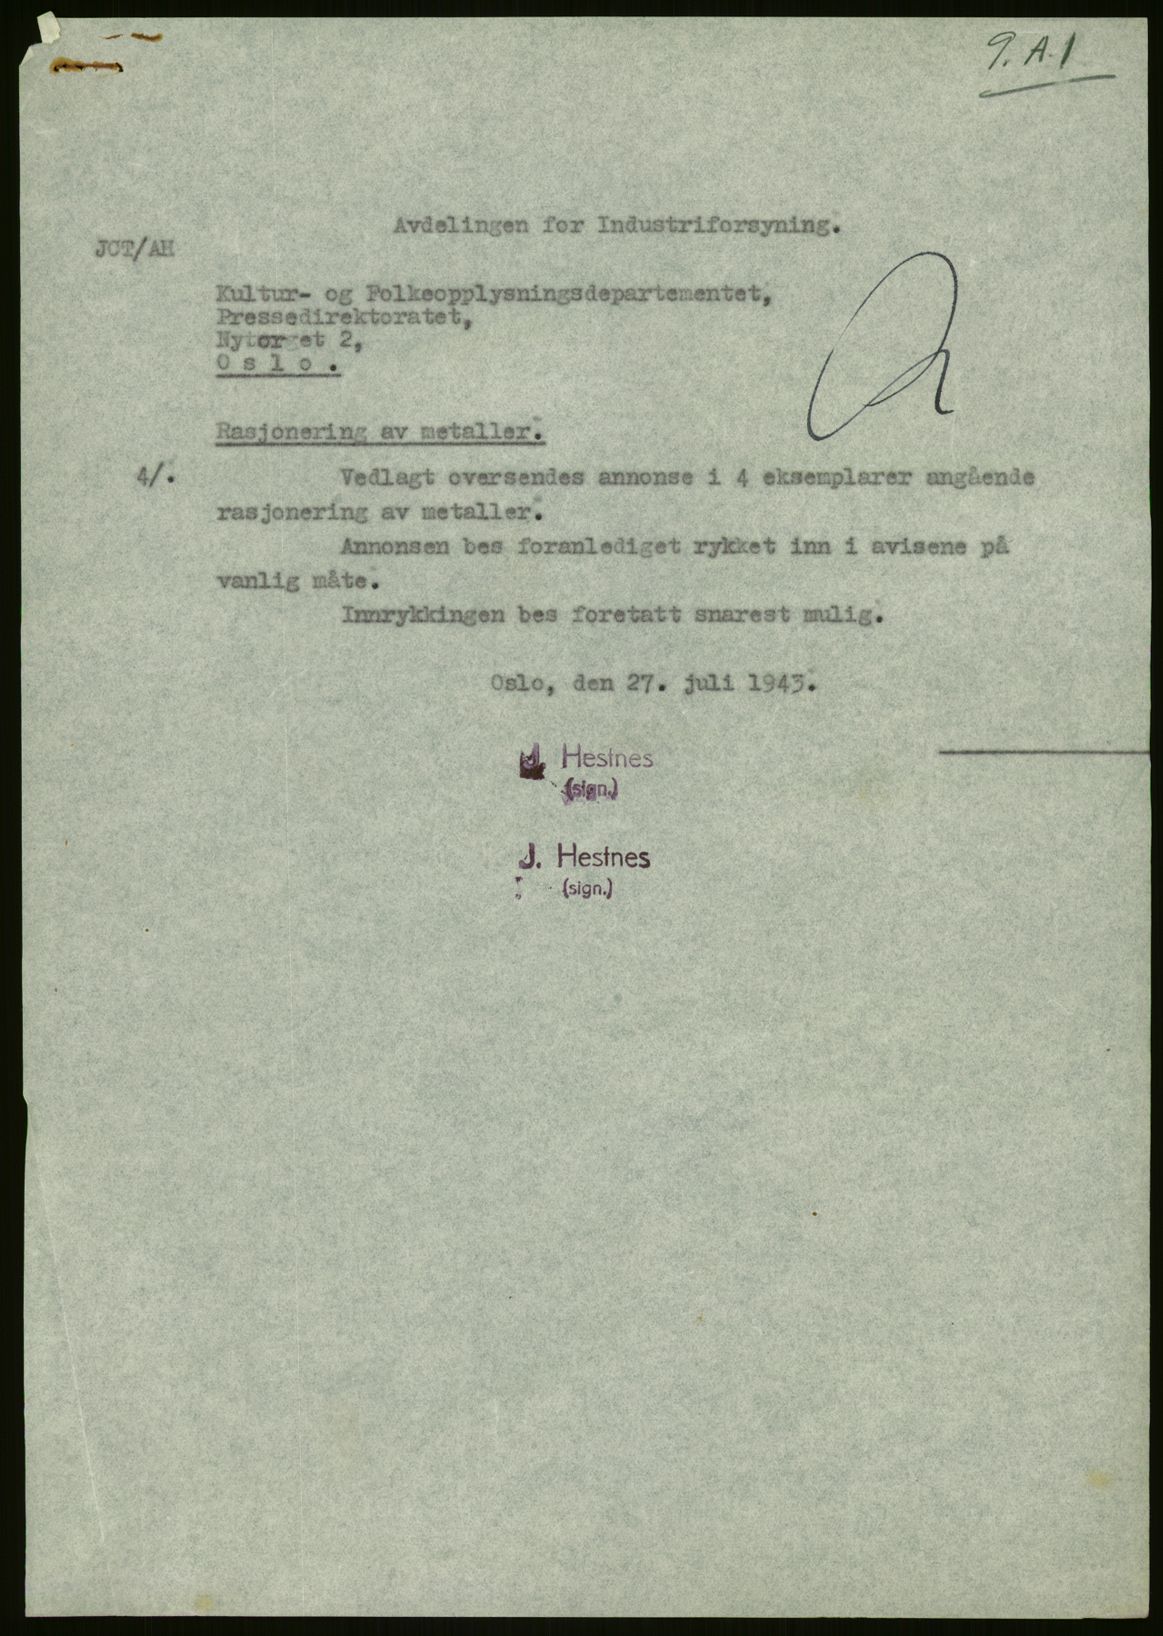 9. A. 1
Avdelingen for Industriforsyning.
JCT/AH
Kultur- og Folkeopplysningsdepartementet,
Pressedirektoratet,
Nytorget 2,
O s l o .
Rasjonering av metaller.
4/. Vedlagt oversendes annonse i 4 eksemplarer angående
rasjonering av metaller.
Annonsen bes foranlediget rykket inn i avisene på
vanlig måte.
Innrykkingen bes foretatt snarest mulig.
Oslo, den 27. juli 1943.
J. Hestnes
(sign.)
J. Hestnes
(sign.)